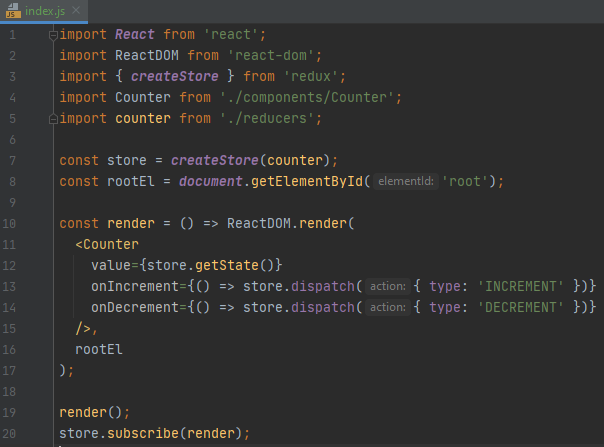 index.js
1 import React from 'react';
2 import ReactDOM from 'react-dom';
3 import { createStore } from 'redux';
4 import Counter from './components/Counter';
5 import counter from './reducers';
6
7 const store = createStore(counter);
8 const rootEl = document.getElementById( elementId: 'root');
9
10 const render = () => ReactDOM.render(
11   <Counter
12     value={store.getState()}
13     onIncrement={() => store.dispatch( action: { type: 'INCREMENT' })}
14     onDecrement={() => store.dispatch( action: { type: 'DECREMENT' })}
15   />,
16   rootEl
17 );
18
19 render();
20 store.subscribe(render);